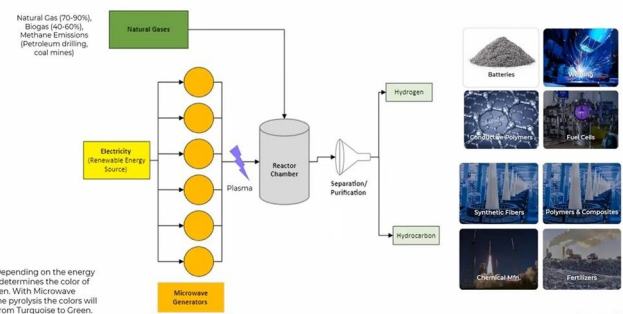 Natural Gas (70-90%),
Biogas (40-60%),
Methane Emissions
(Petroleum drilling,
coal mines)
Natural Gases
Electricity
(Renewable Energy
Source)
Plasma
Reactor
Chamber
Separation/
Purification
Hydrogen
Hydrocarbon
Microwave
Generators
Batteries
Welding
Conductive Polymers
Fuel Cells
Synthetic Fibers
Polymers & Composites
Chemical Mfn.
Fertilizers
Depending on the energy
determines the color of
en. With Microwave
ne pyrolysis the colors will
from Turquoise to Green.